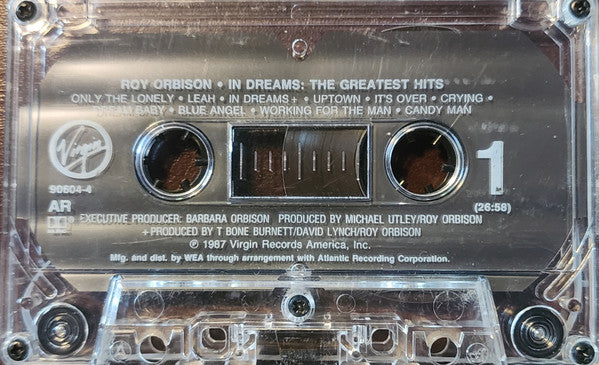 ROY ORBISON • IN DREAMS: THE GREATEST HITS
ONLY THE LONELY • LEAH • IN DREAMS + • UPTOWN • IT'S OVER • CRYING •
DREAM BABY • BLUE ANGEL • WORKING FOR THE MAN • CANDY MAN
Virgin
90604-4
AR
1
(26:58)
EXECUTIVE PRODUCER: BARBARA ORBISON PRODUCED BY MICHAEL UTLEY/ROY ORBISON
+PRODUCED BY T BONE BURNETT/DAVID LYNCH/ROY ORBISON
℗ 1987 Virgin Records America, Inc.
Mfg. and dist. by WEA through arrangement with Atlantic Recording Corporation.